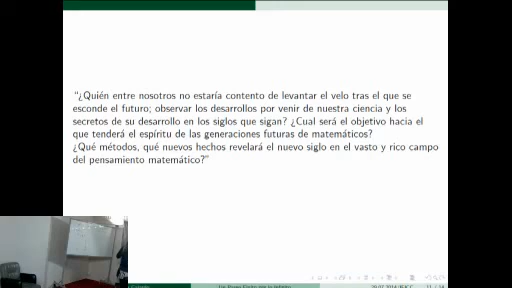 “¿Quién entre nosotros no estaría contento de levantar el velo tras el que se
esconde el futuro; observar los desarrollos por venir de nuestra ciencia y los
secretos de su desarrollo en los siglos que sigan? ¿Cual será el objetivo hacia el
que tenderá el espíritu de las generaciones futuras de matemáticos?
¿Qué métodos, qué nuevos hechos revelará el nuevo siglo en el vasto y rico campo
del pensamiento matemático?”